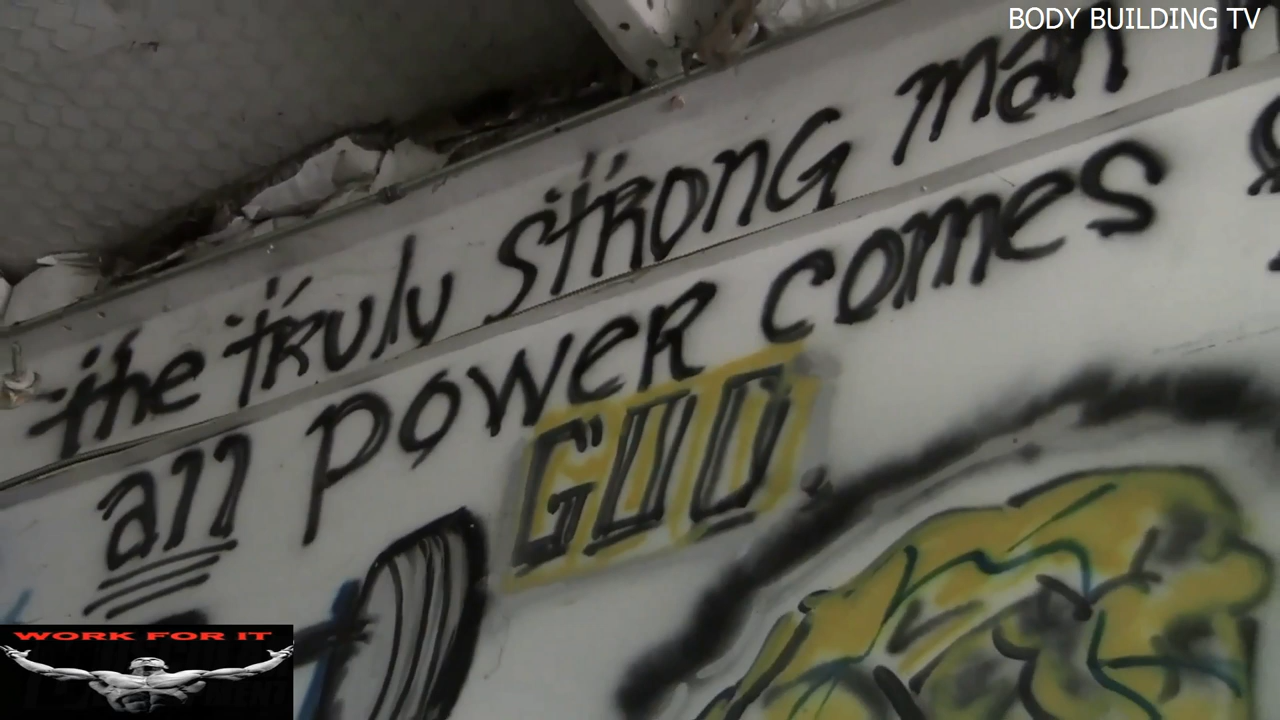 BODY BUILDING TV
the truly strong man
all power comes
GOD
WORK FOR IT